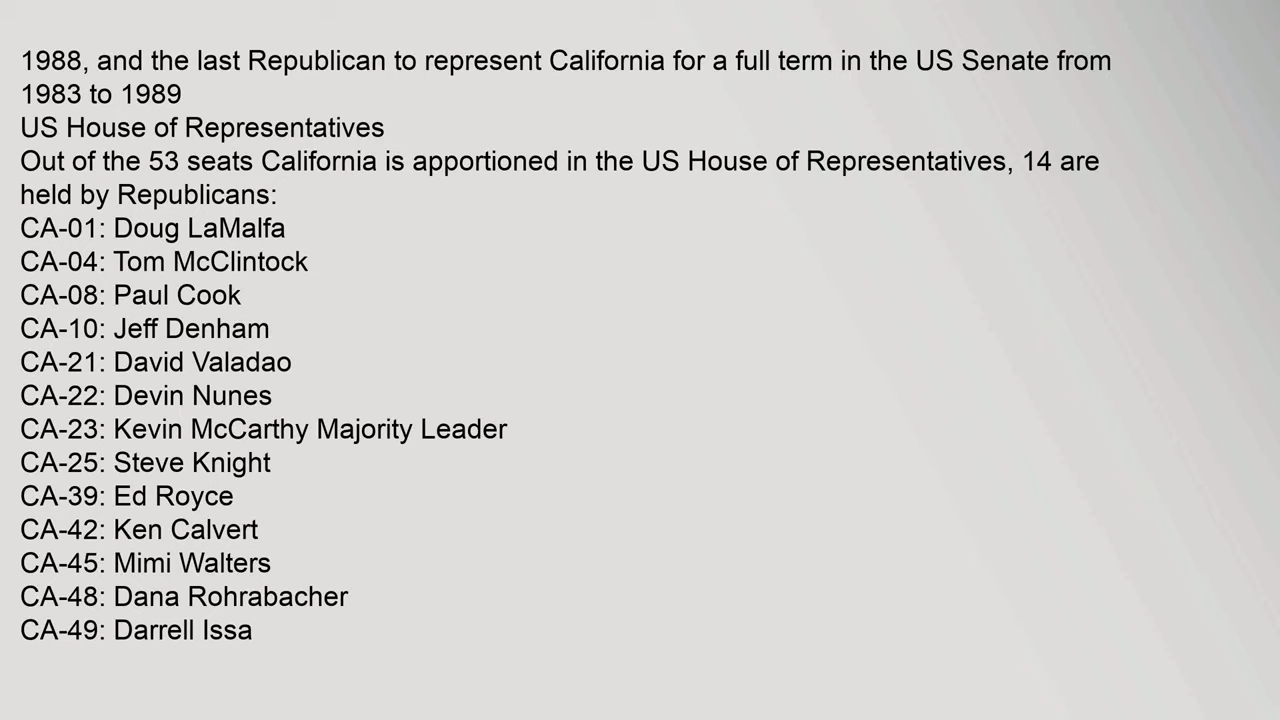 1988, and the last Republican to represent California for a full term in the US Senate from
1983 to 1989
US House of Representatives
Out of the 53 seats California is apportioned in the US House of Representatives, 14 are
held by Republicans:
CA-01: Doug LaMalfa
CA-04: Tom McClintock
CA-08: Paul Cook
CA-10: Jeff Denham
CA-21: David Valadao
CA-22: Devin Nunes
CA-23: Kevin McCarthy Majority Leader
CA-25: Steve Knight
CA-39: Ed Royce
CA-42: Ken Calvert
CA-45: Mimi Walters
CA-48: Dana Rohrabacher
CA-49: Darrell Issa